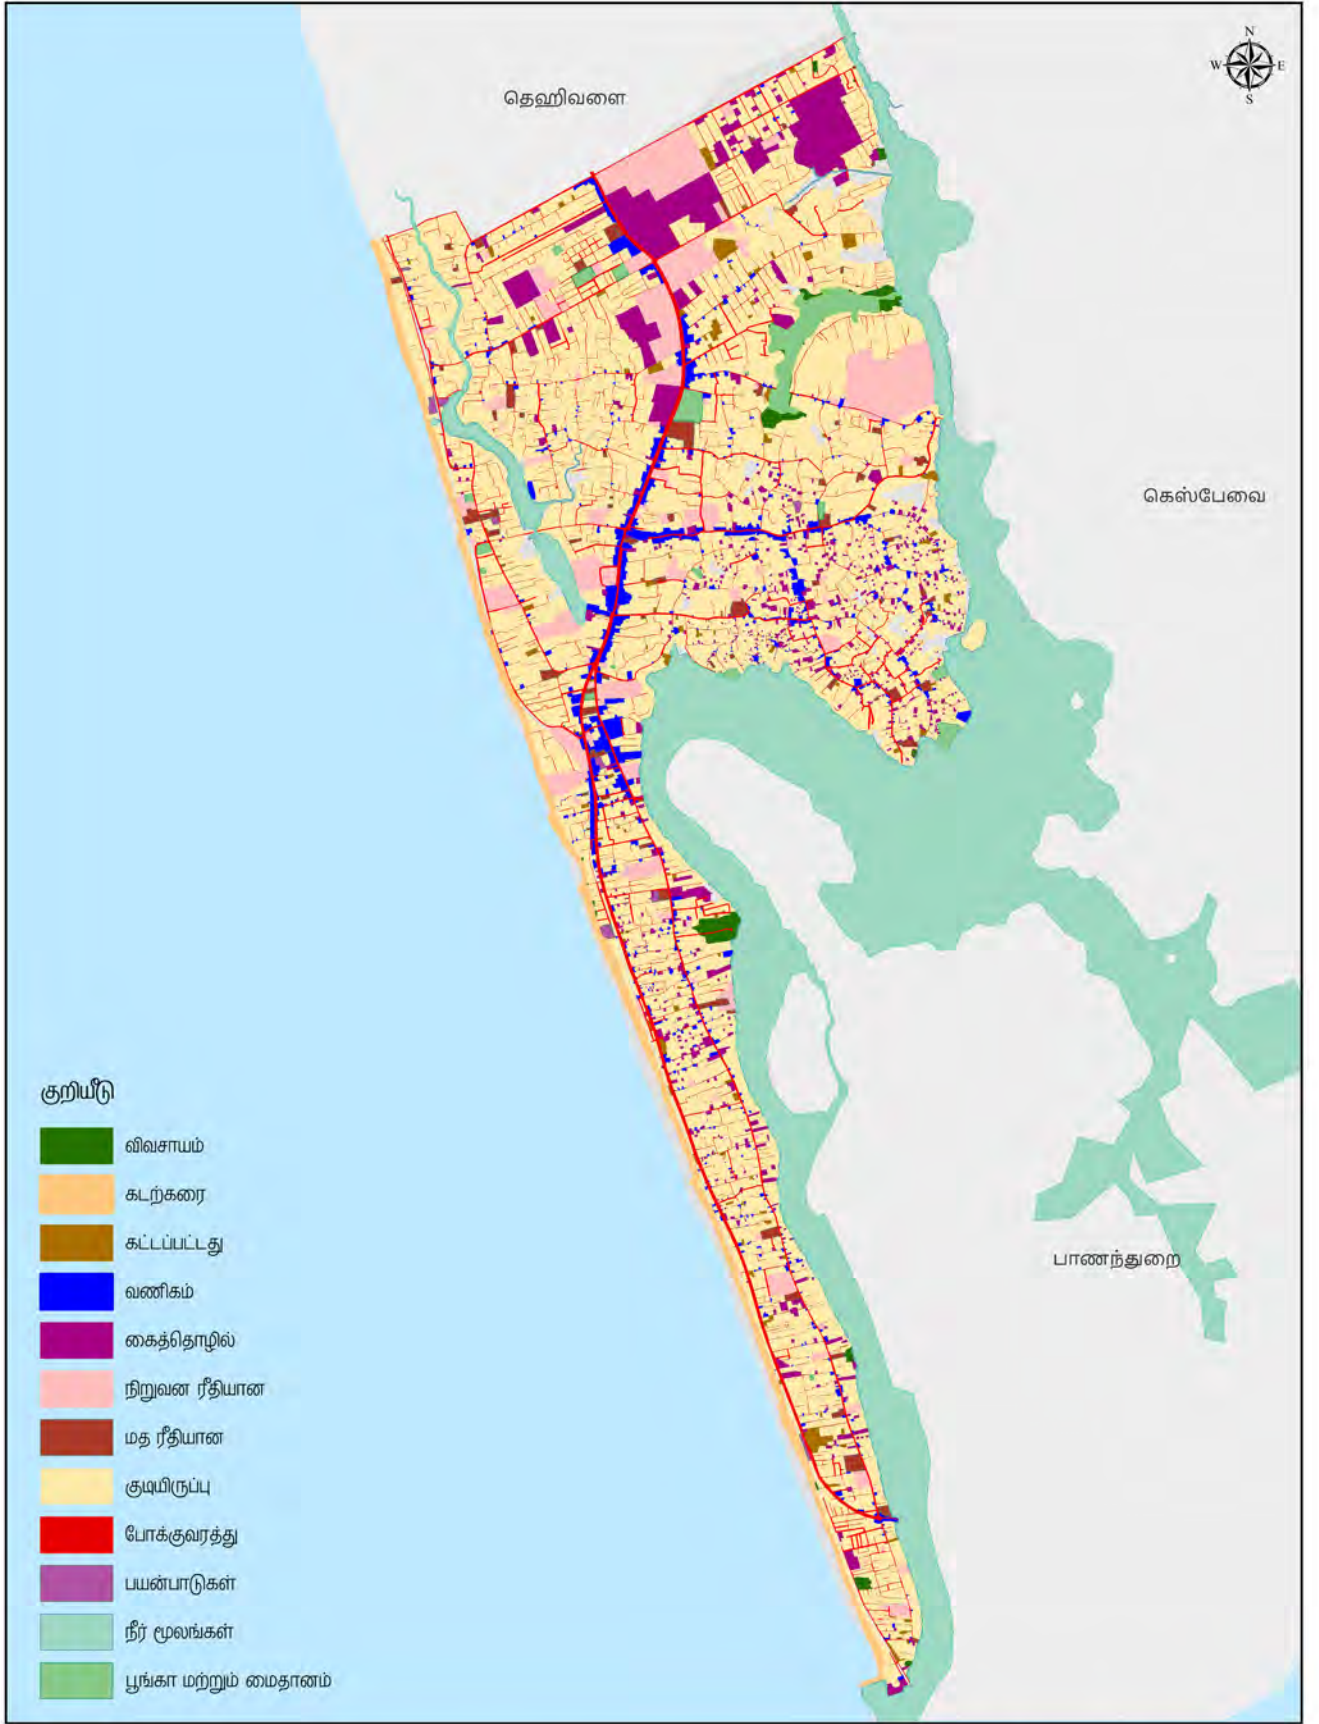 N
W E
S
தெஹிவளை
கெஸ்பேவை
பாணந்துறை
குறியீடு
விவசாயம்
கடற்கரை
கட்டப்பட்டது
வணிகம்
கைத்தொழில்
நிறுவன ரீதியான
மத ரீதியான
குடியிருப்பு
போக்குவரத்து
பயன்பாடுகள்
நீர் மூலங்கள்
பூங்கா மற்றும் மைதானம்